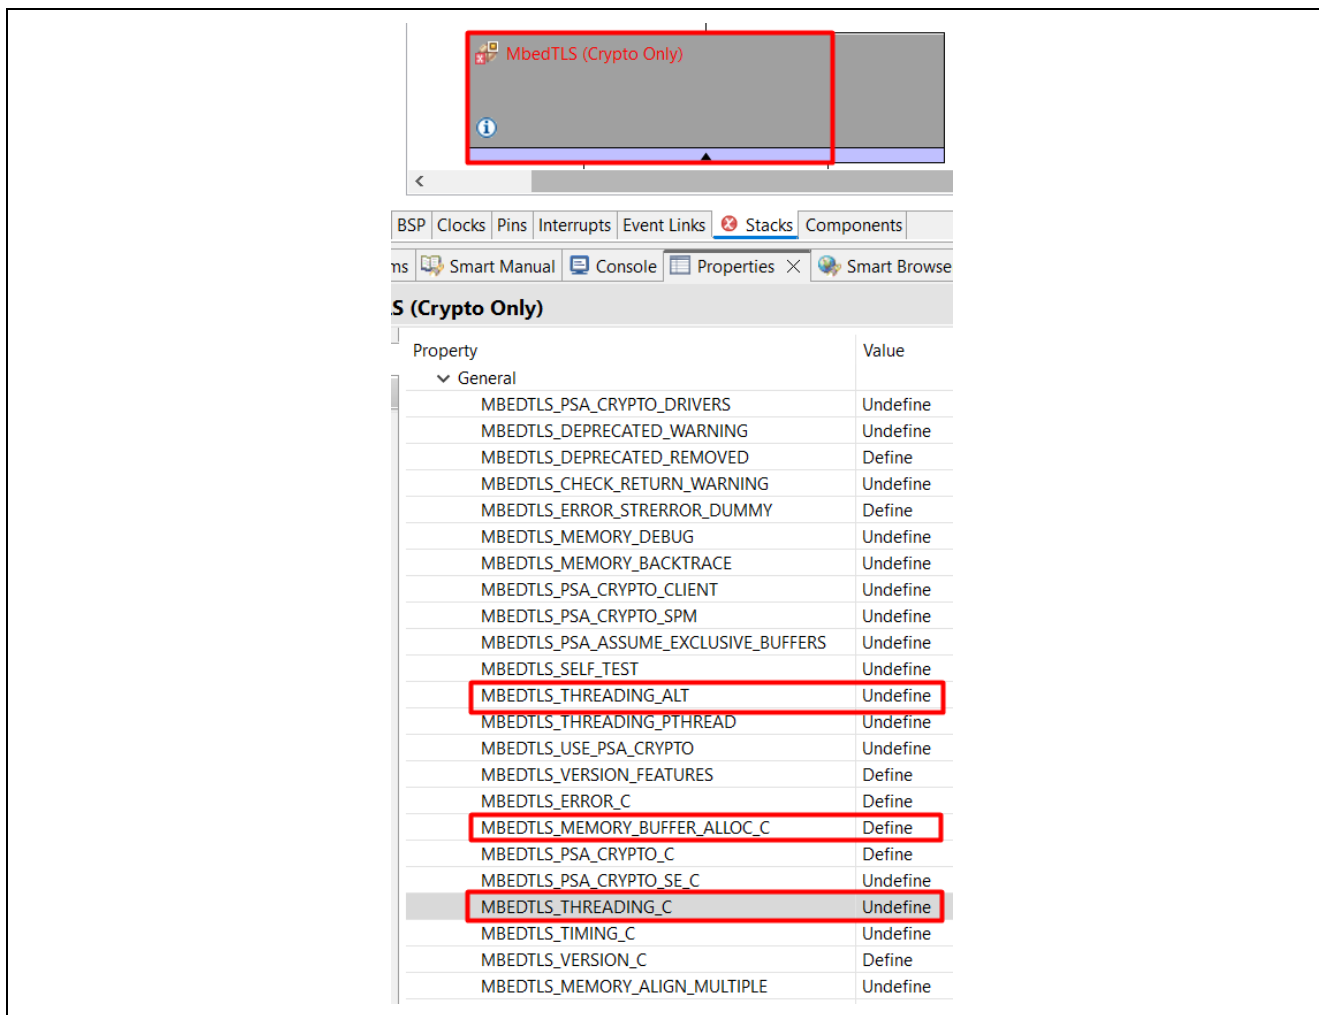 MbedTLS (Crypto Only)
BSP Clocks Pins Interrupts Event Links Stacks Components
ms Smart Manual Console Properties Smart Browse
.S (Crypto Only)
Property Value
General
MBEDTLS_PSA_CRYPTO_DRIVERS Undefine
MBEDTLS_DEPRECATED_WARNING Undefine
MBEDTLS_DEPRECATED_REMOVED Define
MBEDTLS_CHECK_RETURN_WARNING Undefine
MBEDTLS_ERROR_STRERROR_DUMMY Define
MBEDTLS_MEMORY_DEBUG Undefine
MBEDTLS_MEMORY_BACKTRACE Undefine
MBEDTLS_PSA_CRYPTO_CLIENT Undefine
MBEDTLS_PSA_CRYPTO_SPM Undefine
MBEDTLS_PSA_ASSUME_EXCLUSIVE_BUFFERS Undefine
MBEDTLS_SELF_TEST Undefine
MBEDTLS_THREADING_ALT Undefine
MBEDTLS_THREADING_PTHREAD Undefine
MBEDTLS_USE_PSA_CRYPTO Undefine
MBEDTLS_VERSION_FEATURES Define
MBEDTLS_ERROR_C Define
MBEDTLS_MEMORY_BUFFER_ALLOC_C Define
MBEDTLS_PSA_CRYPTO_C Define
MBEDTLS_PSA_CRYPTO_SE_C Undefine
MBEDTLS_THREADING_C Undefine
MBEDTLS_TIMING_C Undefine
MBEDTLS_VERSION_C Define
MBEDTLS_MEMORY_ALIGN_MULTIPLE Undefine